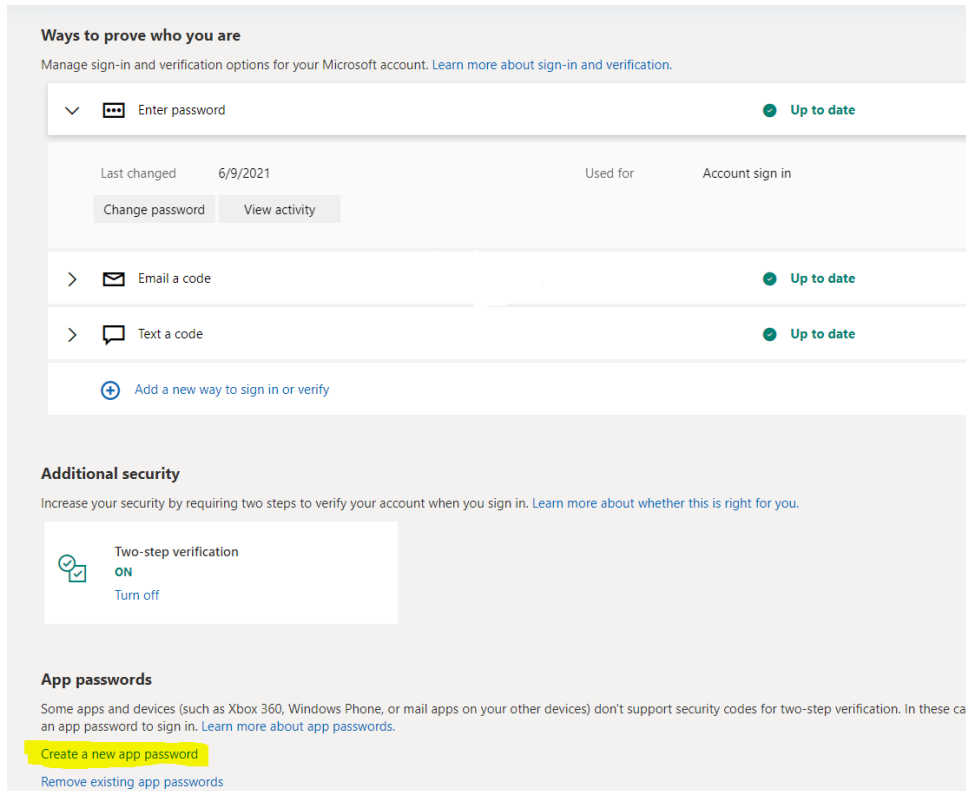 Ways to prove who you are
Manage sign-in and verification options for your Microsoft account. Learn more about sign-in and verification.
Enter password Up to date
Last changed 6/9/2021 Used for Account sign in
Change password View activity
Email a code Up to date
Text a code Up to date
Add a new way to sign in or verify
Additional security
Increase your security by requiring two steps to verify your account when you sign in. Learn more about whether this is right for you.
Two-step verification
ON
Turn off
App passwords
Some apps and devices (such as Xbox 360, Windows Phone, or mail apps on your other devices) don't support security codes for two-step verification. In these ca
an app password to sign in. Learn more about app passwords.
Create a new app password
Remove existing app passwords